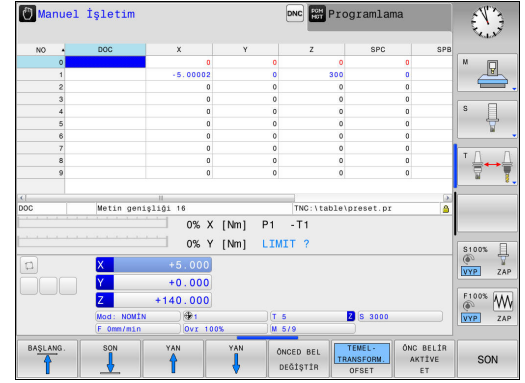 Manuel İşletim
DNC
PGM MGT
Programlama
NO DOC X Y Z SPC SPB
0 0 0 0 0
1 -5.00002 0 300 0
2 0 0 0 0
3 0 0 0 0
4 0 0 0 0
5 0 0 0 0
6 0 0 0 0
7 0 0 0 0
8 0 0 0 0
9 0 0 0 0
DOC Metin genişliği 16 TNC:\table\preset.pr
0% X [Nm] P1 -T1
0% Y [Nm] LIMIT ?
X +5.000
Y +0.000
Z +140.000
Mod: NOMİN 1 T 5 Z S 3000
F 0mm/min Ovr 100% M 5/9
M
S
T
S100%
VYP ZAP
F100%
VYP ZAP
BAŞLANG.
SON
YAN
YAN
ÖNCED BEL
DEĞİŞTİR
TEMEL-
TRANSFORM.
OFSET
ÖNC BELİR
AKTİVE
ET
SON